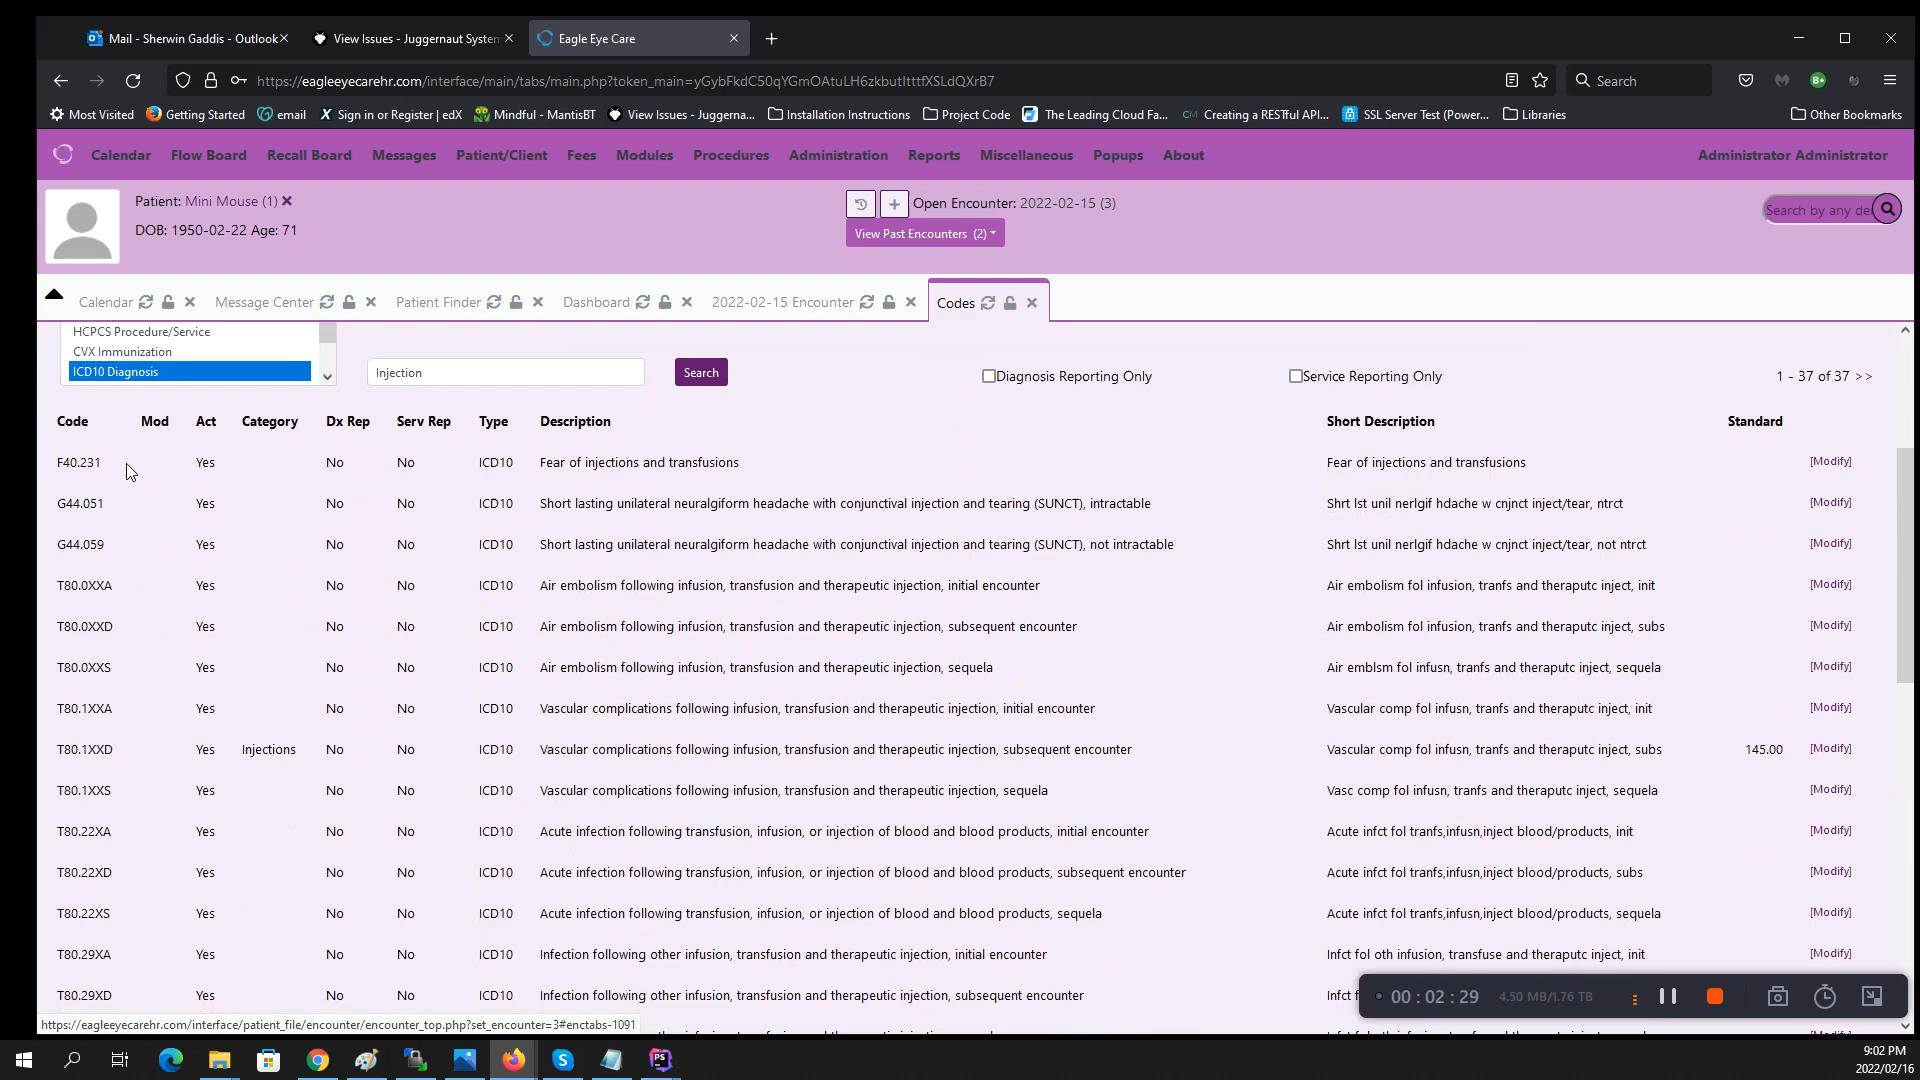 Mail - Sherwin Gaddis - Outlook
View Issues - Juggernaut System
Eagle Eye Care
https://eagleeyecarehr.com/interface/main/tabs/main.php?token_main=yGybFkdC50qYGmOAtuLH6zkbutItttfXSLdQXrB7
Search
Most Visited Getting Started email Sign in or Register | edX Mindful - MantisBT View Issues - Juggerna... Installation Instructions Project Code The Leading Cloud Fa... CM Creating a RESTful API... SSL Server Test (Power... Libraries Other Bookmarks
Calendar Flow Board Recall Board Messages Patient/Client Fees Modules Procedures Administration Reports Miscellaneous Popups About Administrator Administrator
Patient: Mini Mouse (1)
DOB: 1950-02-22 Age: 71
Open Encounter: 2022-02-15 (3)
View Past Encounters (2)
Search by any de
Calendar Message Center Patient Finder Dashboard 2022-02-15 Encounter Codes
HCPCS Procedure/Service
CVX Immunization
ICD10 Diagnosis
Injection
Search
Diagnosis Reporting Only
Service Reporting Only
1 - 37 of 37 >>
Code Mod Act Category Dx Rep Serv Rep Type Description Short Description Standard
F40.231 Yes No No ICD10 Fear of injections and transfusions Fear of injections and transfusions [Modify]
G44.051 Yes No No ICD10 Short lasting unilateral neuralgiform headache with conjunctival injection and tearing (SUNCT), intractable Shrt lst unil nerlgif hdache w cnjnct inject/tear, ntrct [Modify]
G44.059 Yes No No ICD10 Short lasting unilateral neuralgiform headache with conjunctival injection and tearing (SUNCT), not intractable Shrt lst unil nerlgif hdache w cnjnct inject/tear, not ntrct [Modify]
T80.0XXA Yes No No ICD10 Air embolism following infusion, transfusion and therapeutic injection, initial encounter Air embolism fol infusion, tranfs and theraputc inject, init [Modify]
T80.0XXD Yes No No ICD10 Air embolism following infusion, transfusion and therapeutic injection, subsequent encounter Air embolism fol infusion, tranfs and theraputc inject, subs [Modify]
T80.0XXS Yes No No ICD10 Air embolism following infusion, transfusion and therapeutic injection, sequela Air emblsm fol infusn, tranfs and theraputc inject, sequela [Modify]
T80.1XXA Yes No No ICD10 Vascular complications following infusion, transfusion and therapeutic injection, initial encounter Vascular comp fol infusn, tranfs and theraputc inject, init [Modify]
T80.1XXD Yes Injections No No ICD10 Vascular complications following infusion, transfusion and therapeutic injection, subsequent encounter Vascular comp fol infusn, tranfs and theraputc inject, subs 145.00 [Modify]
T80.1XXS Yes No No ICD10 Vascular complications following infusion, transfusion and therapeutic injection, sequela Vasc comp fol infusn, tranfs and theraputc inject, sequela [Modify]
T80.22XA Yes No No ICD10 Acute infection following transfusion, infusion, or injection of blood and blood products, initial encounter Acute infct fol tranfs,infusn,inject blood/products, init [Modify]
T80.22XD Yes No No ICD10 Acute infection following transfusion, infusion, or injection of blood and blood products, subsequent encounter Acute infct fol tranfs,infusn,inject blood/products, subs [Modify]
T80.22XS Yes No No ICD10 Acute infection following transfusion, infusion, or injection of blood and blood products, sequela Acute infct fol tranfs,infusn,inject blood/products, sequela [Modify]
T80.29XA Yes No No ICD10 Infection following other infusion, transfusion and therapeutic injection, initial encounter Infct fol oth infusion, transfuse and theraputc inject, init [Modify]
T80.29XD Yes No No ICD10 Infection following other infusion, transfusion and therapeutic injection, subsequent encounter Infct f
00 : 02 : 29 4.50 MB/1.76 TB
https://eagleeyecarehr.com/interface/patient_file/encounter/encounter_top.php?set_encounter=3#enctabs-1091
9:02 PM
2022/02/16